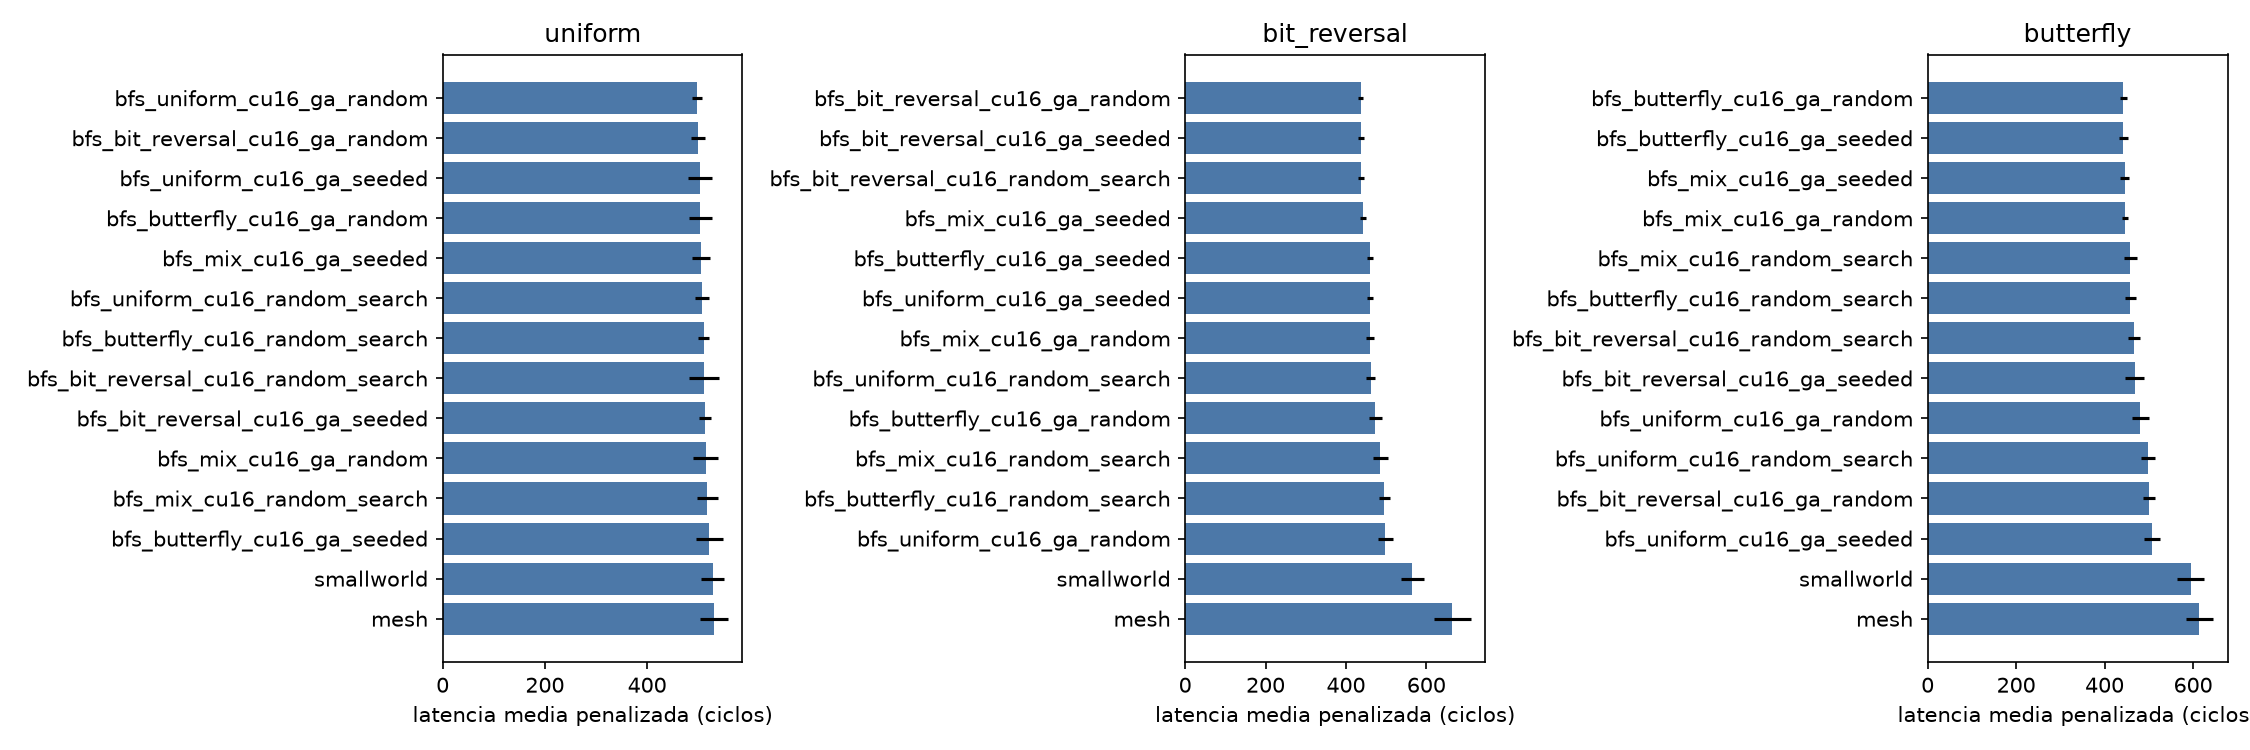 uniform
bfs_uniform_cu16_ga_random
bfs_bit_reversal_cu16_ga_random
bfs_uniform_cu16_ga_seeded
bfs_butterfly_cu16_ga_random
bfs_mix_cu16_ga_seeded
bfs_uniform_cu16_random_search
bfs_butterfly_cu16_random_search
bfs_bit_reversal_cu16_random_search
bfs_bit_reversal_cu16_ga_seeded
bfs_mix_cu16_ga_random
bfs_mix_cu16_random_search
bfs_butterfly_cu16_ga_seeded
smallworld
mesh
0 200 400
latencia media penalizada (ciclos)
bit_reversal
bfs_bit_reversal_cu16_ga_random
bfs_bit_reversal_cu16_ga_seeded
bfs_bit_reversal_cu16_random_search
bfs_mix_cu16_ga_seeded
bfs_butterfly_cu16_ga_seeded
bfs_uniform_cu16_ga_seeded
bfs_mix_cu16_ga_random
bfs_uniform_cu16_random_search
bfs_butterfly_cu16_ga_random
bfs_mix_cu16_random_search
bfs_butterfly_cu16_random_search
bfs_uniform_cu16_ga_random
smallworld
mesh
0 200 400 600
latencia media penalizada (ciclos)
butterfly
bfs_butterfly_cu16_ga_random
bfs_butterfly_cu16_ga_seeded
bfs_mix_cu16_ga_seeded
bfs_mix_cu16_ga_random
bfs_mix_cu16_random_search
bfs_butterfly_cu16_random_search
bfs_bit_reversal_cu16_random_search
bfs_bit_reversal_cu16_ga_seeded
bfs_uniform_cu16_ga_random
bfs_uniform_cu16_random_search
bfs_bit_reversal_cu16_ga_random
bfs_uniform_cu16_ga_seeded
smallworld
mesh
0 200 400 600
latencia media penalizada (ciclos